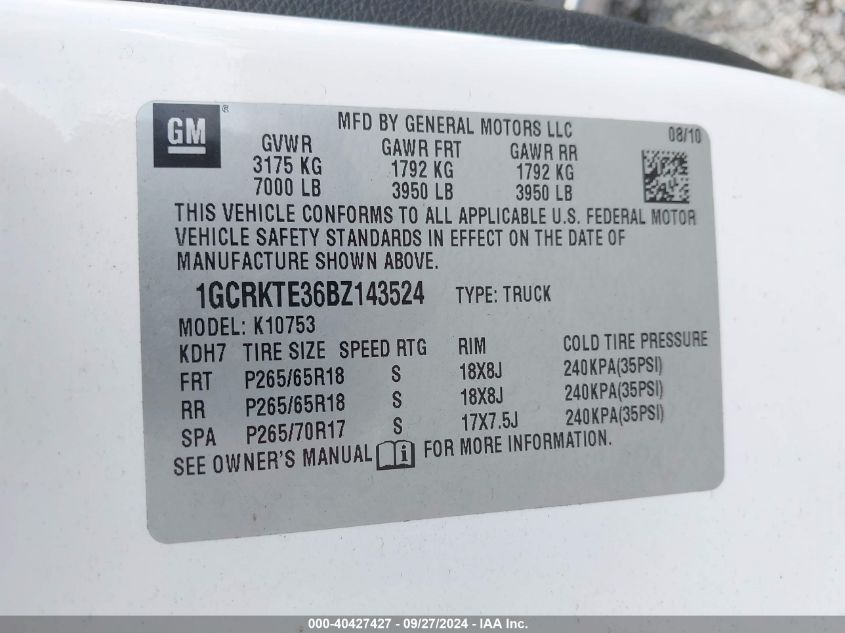 GM ®
MFD BY GENERAL MOTORS LLC 08/10
GVWR GAWR FRT GAWR RR
3175 KG 1792 KG 1792 KG
7000 LB 3950 LB 3950 LB
THIS VEHICLE CONFORMS TO ALL APPLICABLE U.S. FEDERAL MOTOR
VEHICLE SAFETY STANDARDS IN EFFECT ON THE DATE OF
MANUFACTURE SHOWN ABOVE.
1GCRKTE36BZ143524 TYPE: TRUCK
MODEL: K10753
KDH7 TIRE SIZE SPEED RTG RIM COLD TIRE PRESSURE
FRT P265/65R18 S 18X8J 240KPA(35PSI)
RR P265/65R18 S 18X8J 240KPA(35PSI)
SPA P265/70R17 S 17X7.5J 240KPA(35PSI)
SEE OWNER'S MANUAL i FOR MORE INFORMATION.
000-40427427 - 09/27/2024 - IAA Inc.